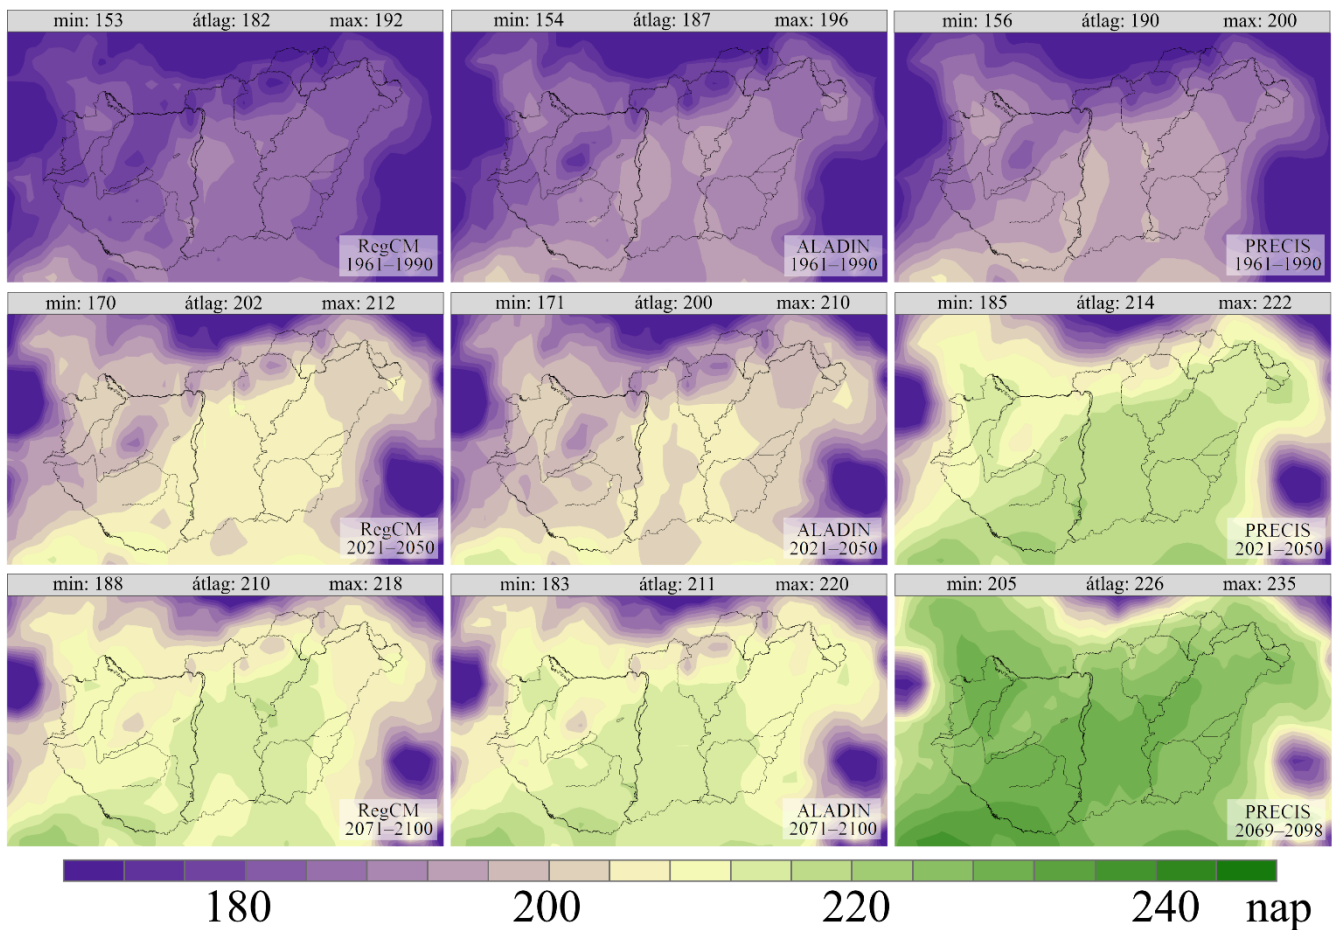 min: 153 átlag: 182 max: 192
min: 154 átlag: 187 max: 196
min: 156 átlag: 190 max: 200
RegCM
1961–1990
ALADIN
1961–1990
PRECIS
1961–1990
min: 170 átlag: 202 max: 212
min: 171 átlag: 200 max: 210
min: 185 átlag: 214 max: 222
RegCM
2021–2050
ALADIN
2021–2050
PRECIS
2021–2050
min: 188 átlag: 210 max: 218
min: 183 átlag: 211 max: 220
min: 205 átlag: 226 max: 235
RegCM
2071–2100
ALADIN
2071–2100
PRECIS
2069–2098
180 200 220 240 nap